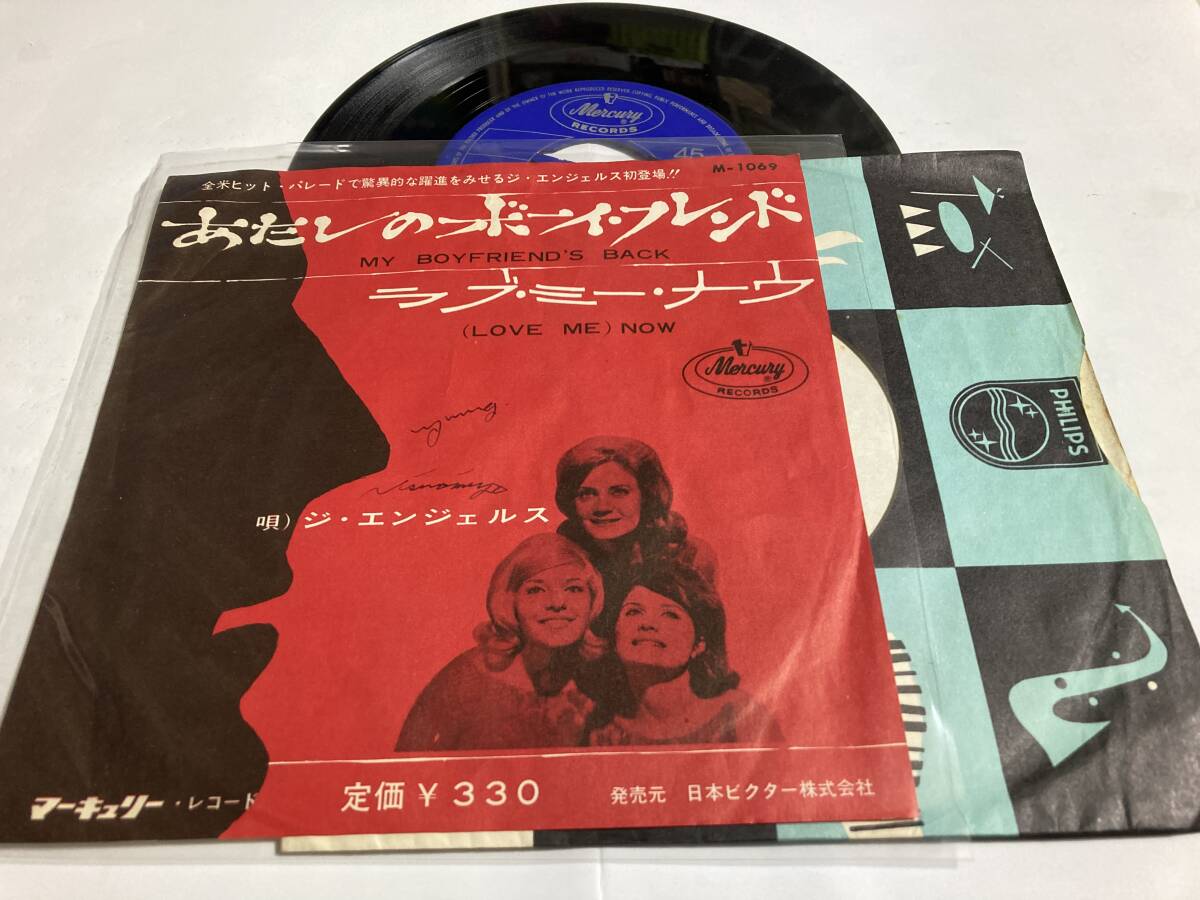 Mercury
RECORDS
45
M-1069
全米ヒット・パレードで驚異的な躍進をみせるジ・エンジェルス初登場!!
あたしのボーイ・フレンド
MY BOYFRIEND'S BACK
ラブ・ミー・ナウ
(LOVE ME) NOW
Mercury
RECORDS
young
唄) ジ・エンジェルス
マーキュリー・レコード
定価 ¥ 330
発売元 日本ビクター株式会社
PHILIPS